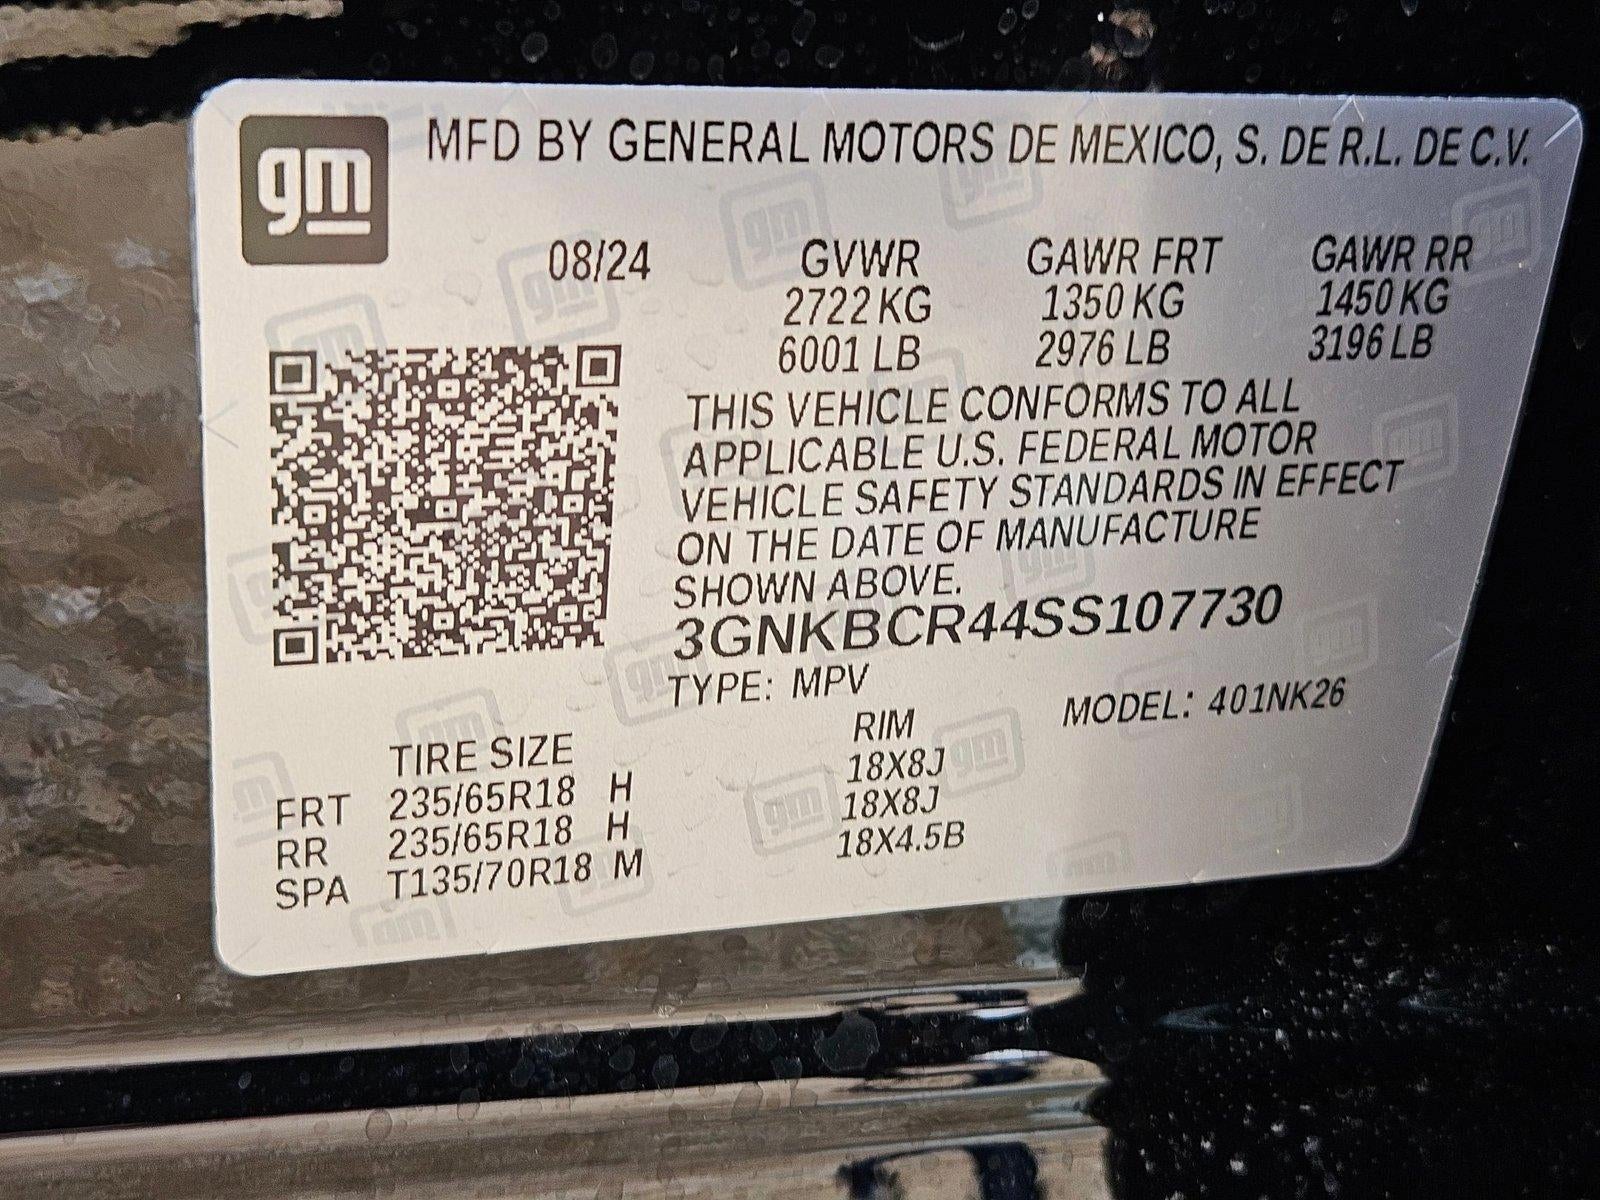 gm MFD BY GENERAL MOTORS DE MEXICO, S. DE R.L. DE C.V.
08/24 GVWR GAWR FRT GAWR RR
2722 KG 1350 KG 1450 KG
6001 LB 2976 LB 3196 LB
THIS VEHICLE CONFORMS TO ALL
APPLICABLE U.S. FEDERAL MOTOR
VEHICLE SAFETY STANDARDS IN EFFECT
ON THE DATE OF MANUFACTURE
SHOWN ABOVE.
3GNKBCR44SS107730
TYPE: MPV MODEL: 401NK26
TIRE SIZE RIM
FRT 235/65R18 H 18X8J
RR 235/65R18 H 18X8J
SPA T135/70R18 M 18X4.5B